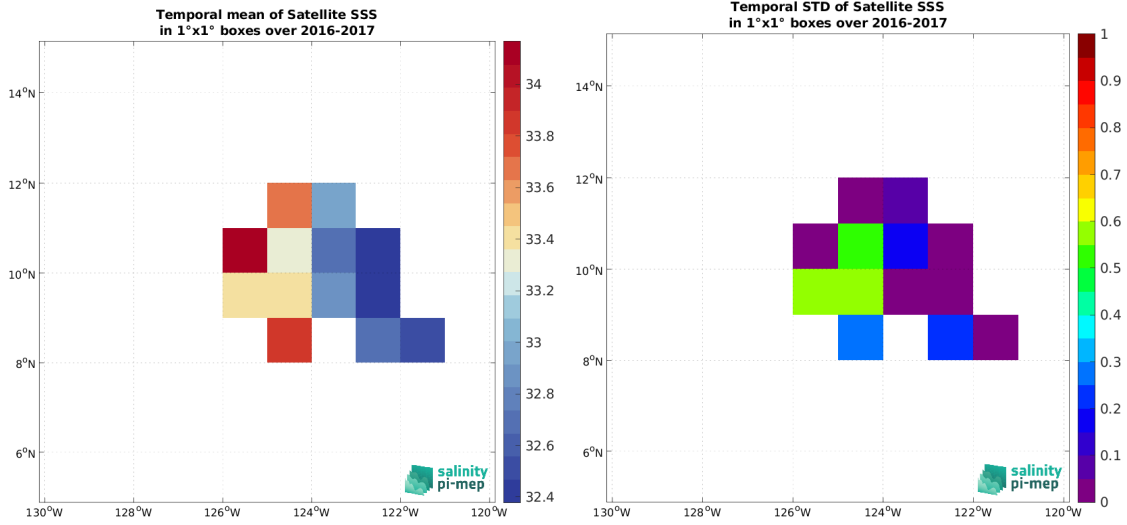 Temporal mean of Satellite SSS
in 1°x1° boxes over 2016-2017
14°N
12°N
10°N
8°N
6°N
130°W
128°W
126°W
124°W
122°W
120°W
34
33.8
33.6
33.4
33.2
33
32.8
32.6
32.4
salinity
pi-mep
Temporal STD of Satellite SSS
in 1°x1° boxes over 2016-2017
14°N
12°N
10°N
8°N
6°N
130°W
128°W
126°W
124°W
122°W
120°W
1
0.9
0.8
0.7
0.6
0.5
0.4
0.3
0.2
0.1
0
salinity
pi-mep